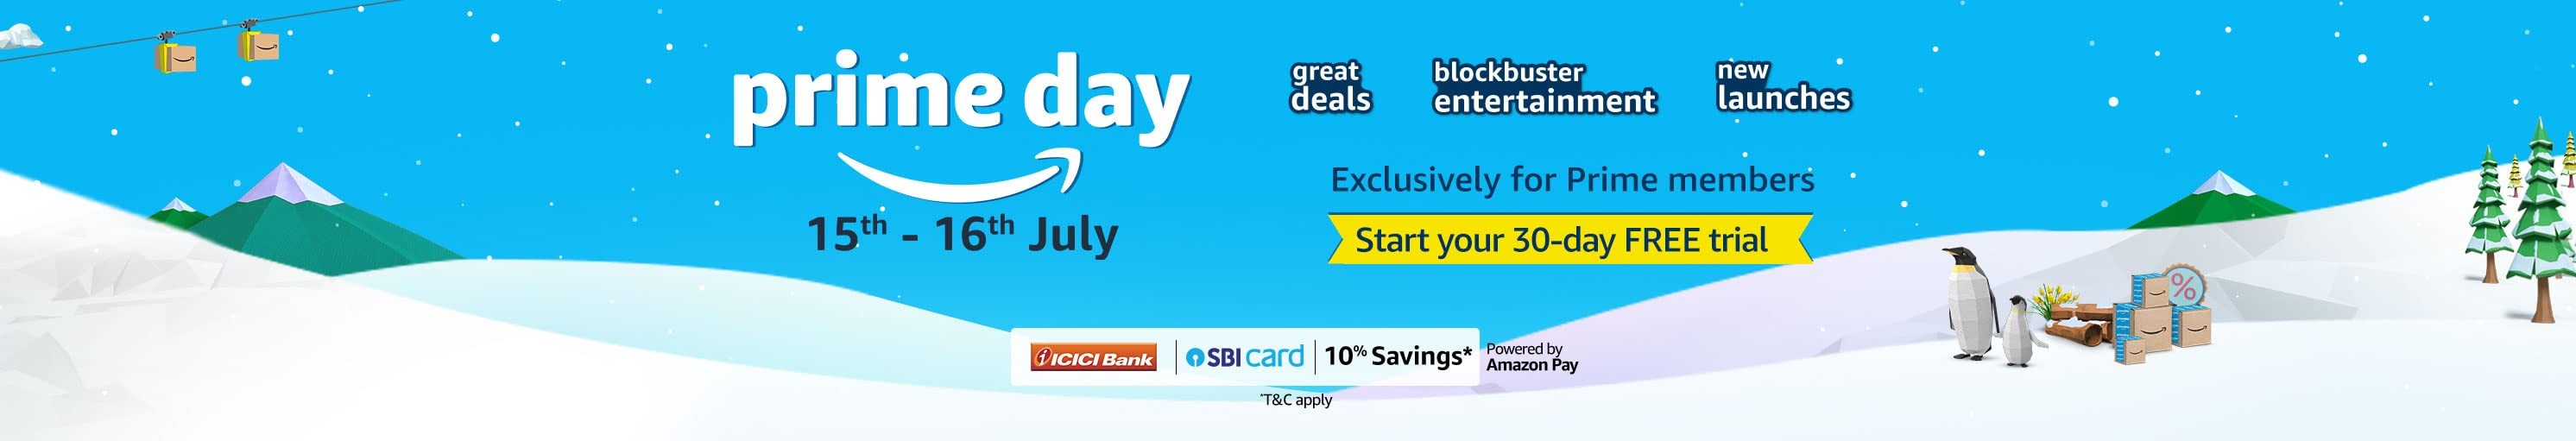 prime day
15th - 16th July
great
deals
blockbuster
entertainment
new
launches
Exclusively for Prime members
Start your 30-day FREE trial
%
ICICI Bank SBI card 10% Savings* Powered by
Amazon Pay
*T&C apply